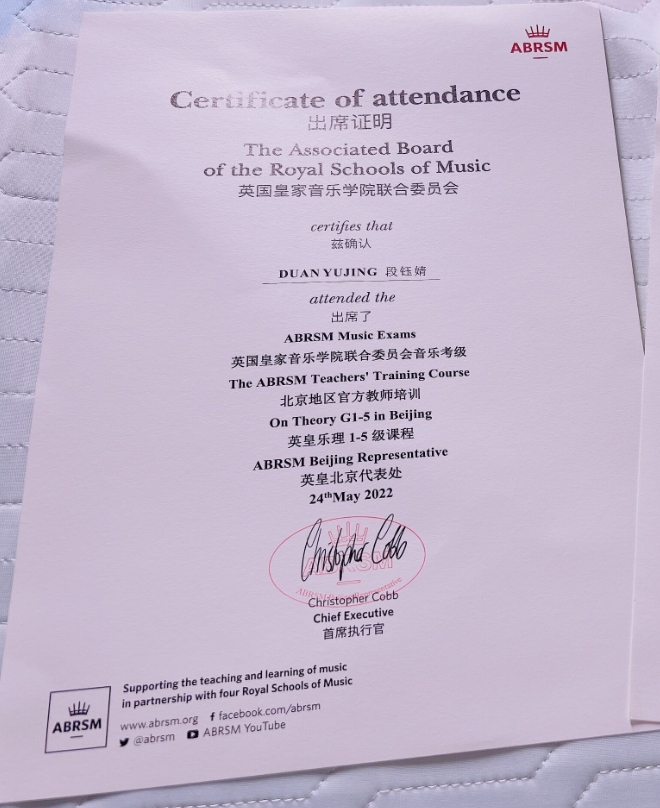 ABRSM
Certificate of attendance
出席证明
The Associated Board
of the Royal Schools of Music
英国皇家音乐学院联合委员会
certifies that
兹确认
DUAN YUJING 段钰婧
attended the
出席了
ABRSM Music Exams
英国皇家音乐学院联合委员会音乐考级
The ABRSM Teachers' Training Course
北京地区官方教师培训
On Theory G1-5 in Beijing
英皇乐理 1-5 级课程
ABRSM Beijing Representative
英皇北京代表处
24thMay 2022
Christopher Cobb
ABRSM
Representative
Christopher Cobb
Chief Executive
首席执行官
Supporting the teaching and learning of music
in partnership with four Royal Schools of Music
www.abrsm.org f facebook.com/abrsm
@abrsm ABRSM YouTube
ABRSM